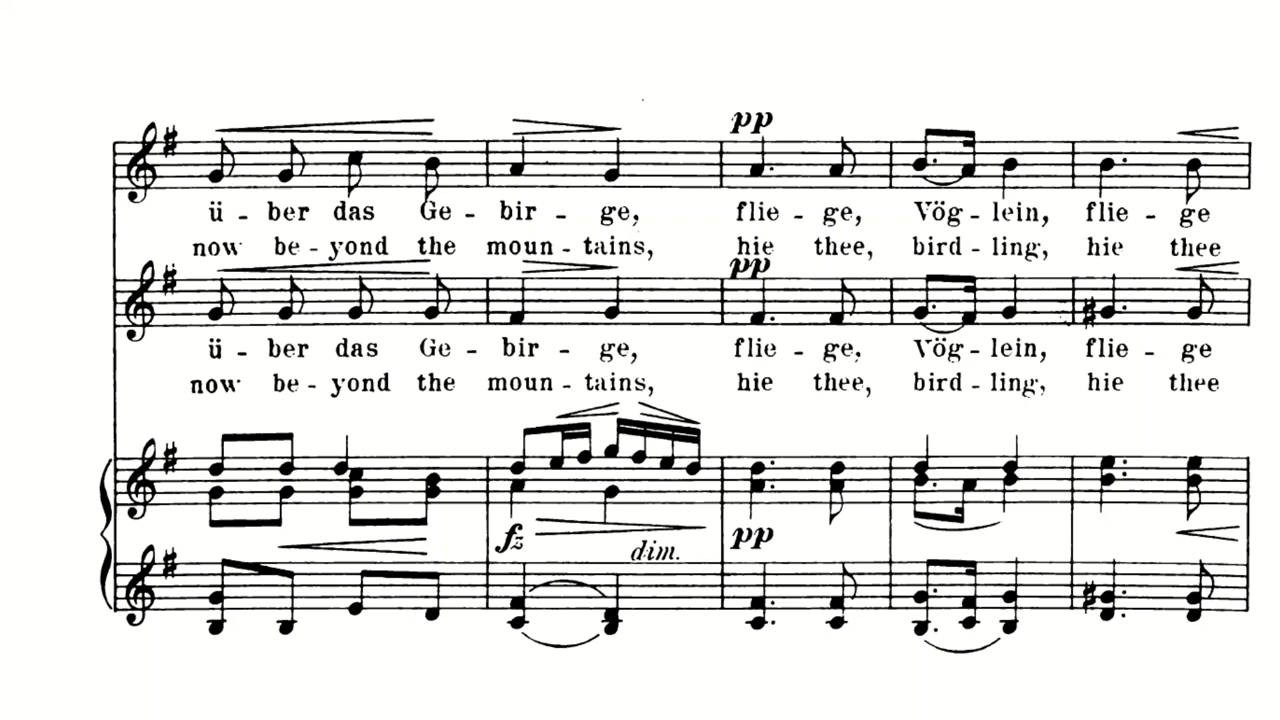 pp
ü - ber das Ge - bir - ge, flie - ge, Vög - lein, flie - ge
now be - yond the moun - tains, hie thee, bird - ling, hie thee
pp
ü - ber das Ge - bir - ge, flie - ge, Vög - lein, flie - ge
now be - yond the moun - tains, hie thee, bird - ling, hie thee
fz dim. pp